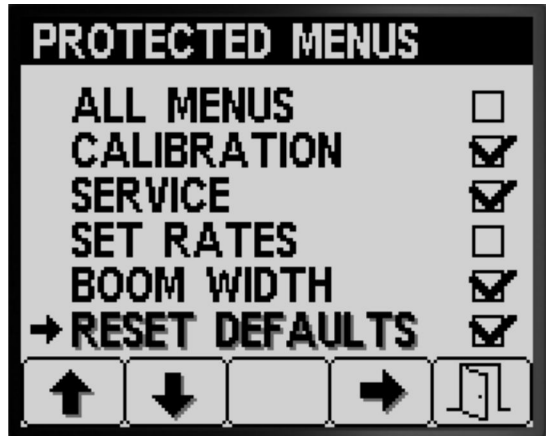 PROTECTED MENUS
ALL MENUS
CALIBRATION
SERVICE
SET RATES
BOOM WIDTH
RESET DEFAULTS